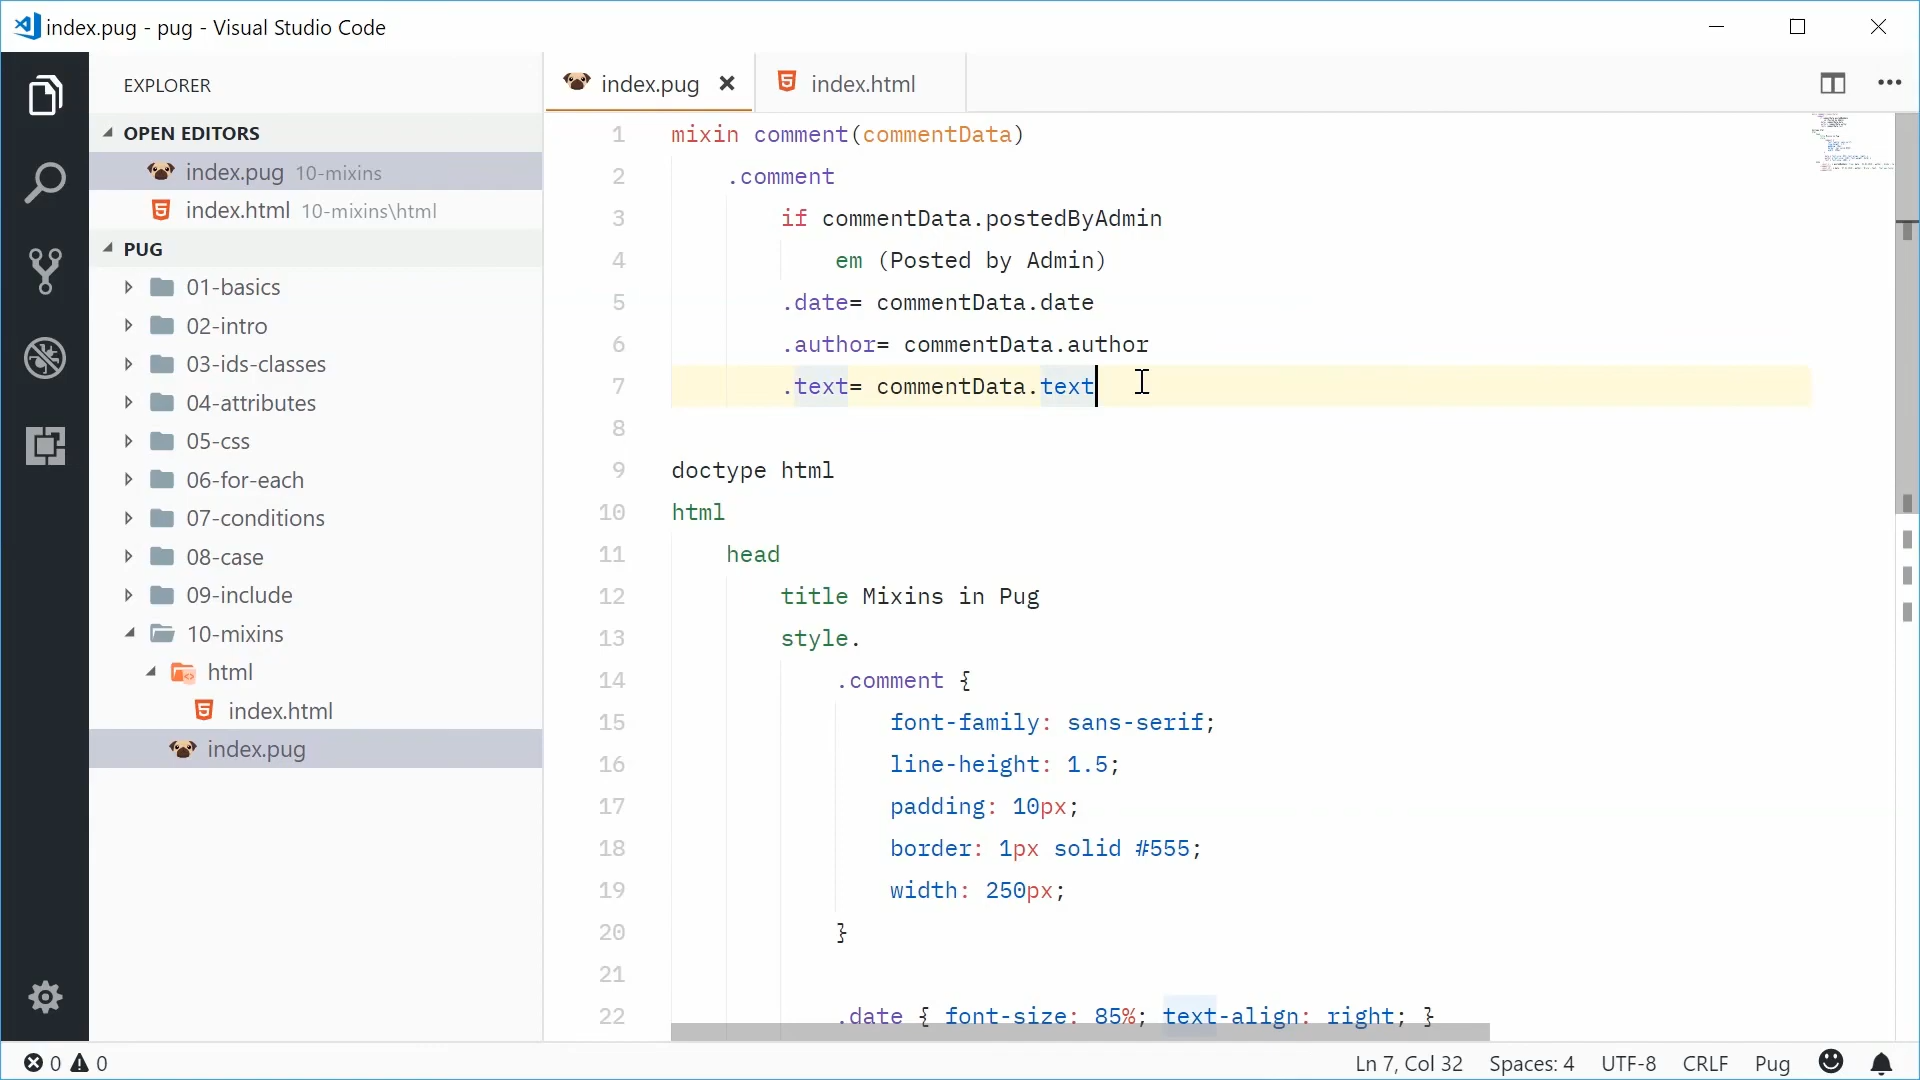 index.pug - pug - Visual Studio Code
EXPLORER
OPEN EDITORS
index.pug 10-mixins
index.html 10-mixins\html
PUG
01-basics
02-intro
03-ids-classes
04-attributes
05-css
06-for-each
07-conditions
08-case
09-include
10-mixins
html
index.html
index.pug
index.pug
index.html
1 mixin comment(commentData)
2 .comment
3 if commentData.postedByAdmin
4 em (Posted by Admin)
5 .date= commentData.date
6 .author= commentData.author
7 .text= commentData.text
8
9 doctype html
10 html
11 head
12 title Mixins in Pug
13 style.
14 .comment {
15 font-family: sans-serif;
16 line-height: 1.5;
17 padding: 10px;
18 border: 1px solid #555;
19 width: 250px;
20 }
21
22 .date { font-size: 85%; text-align: right; }
0 0
Ln 7, Col 32 Spaces: 4 UTF-8 CRLF Pug